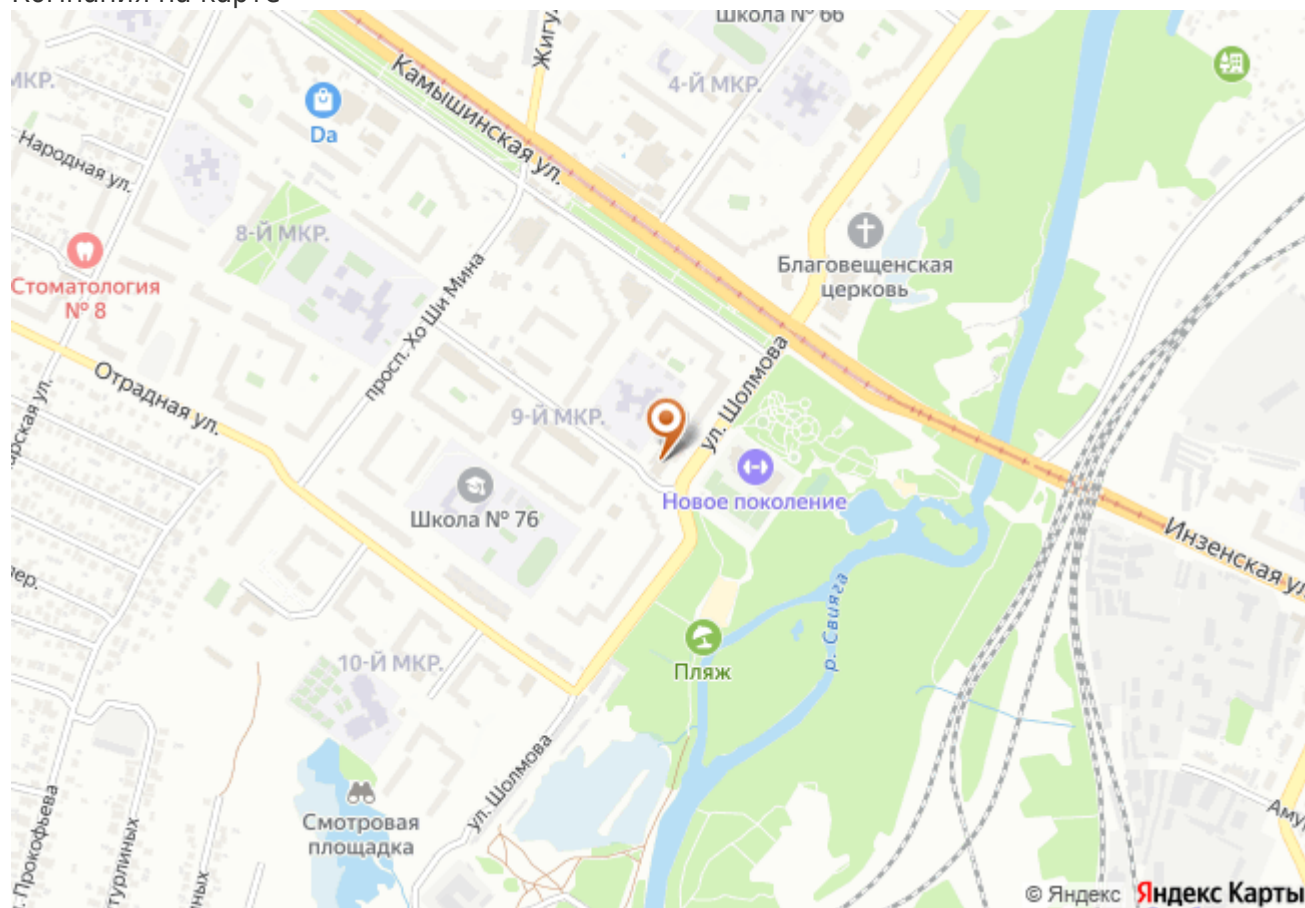 Школа № 66
Камышинская ул.
4-Й МКР.
МКР.
Da
Народная ул.
8-Й МКР.
Благовещенская
церковь
Стоматология
№ 8
просп. Хо Ши Мина
ул. Шолмова
Отрадная ул.
9-Й МКР.
Новое поколение
Школа № 76
Инзенская ул.
р. Свияга
Пляж
10-Й МКР.
ул. Шолмова
Смотровая
площадка
© Яндекс Яндекс Карты